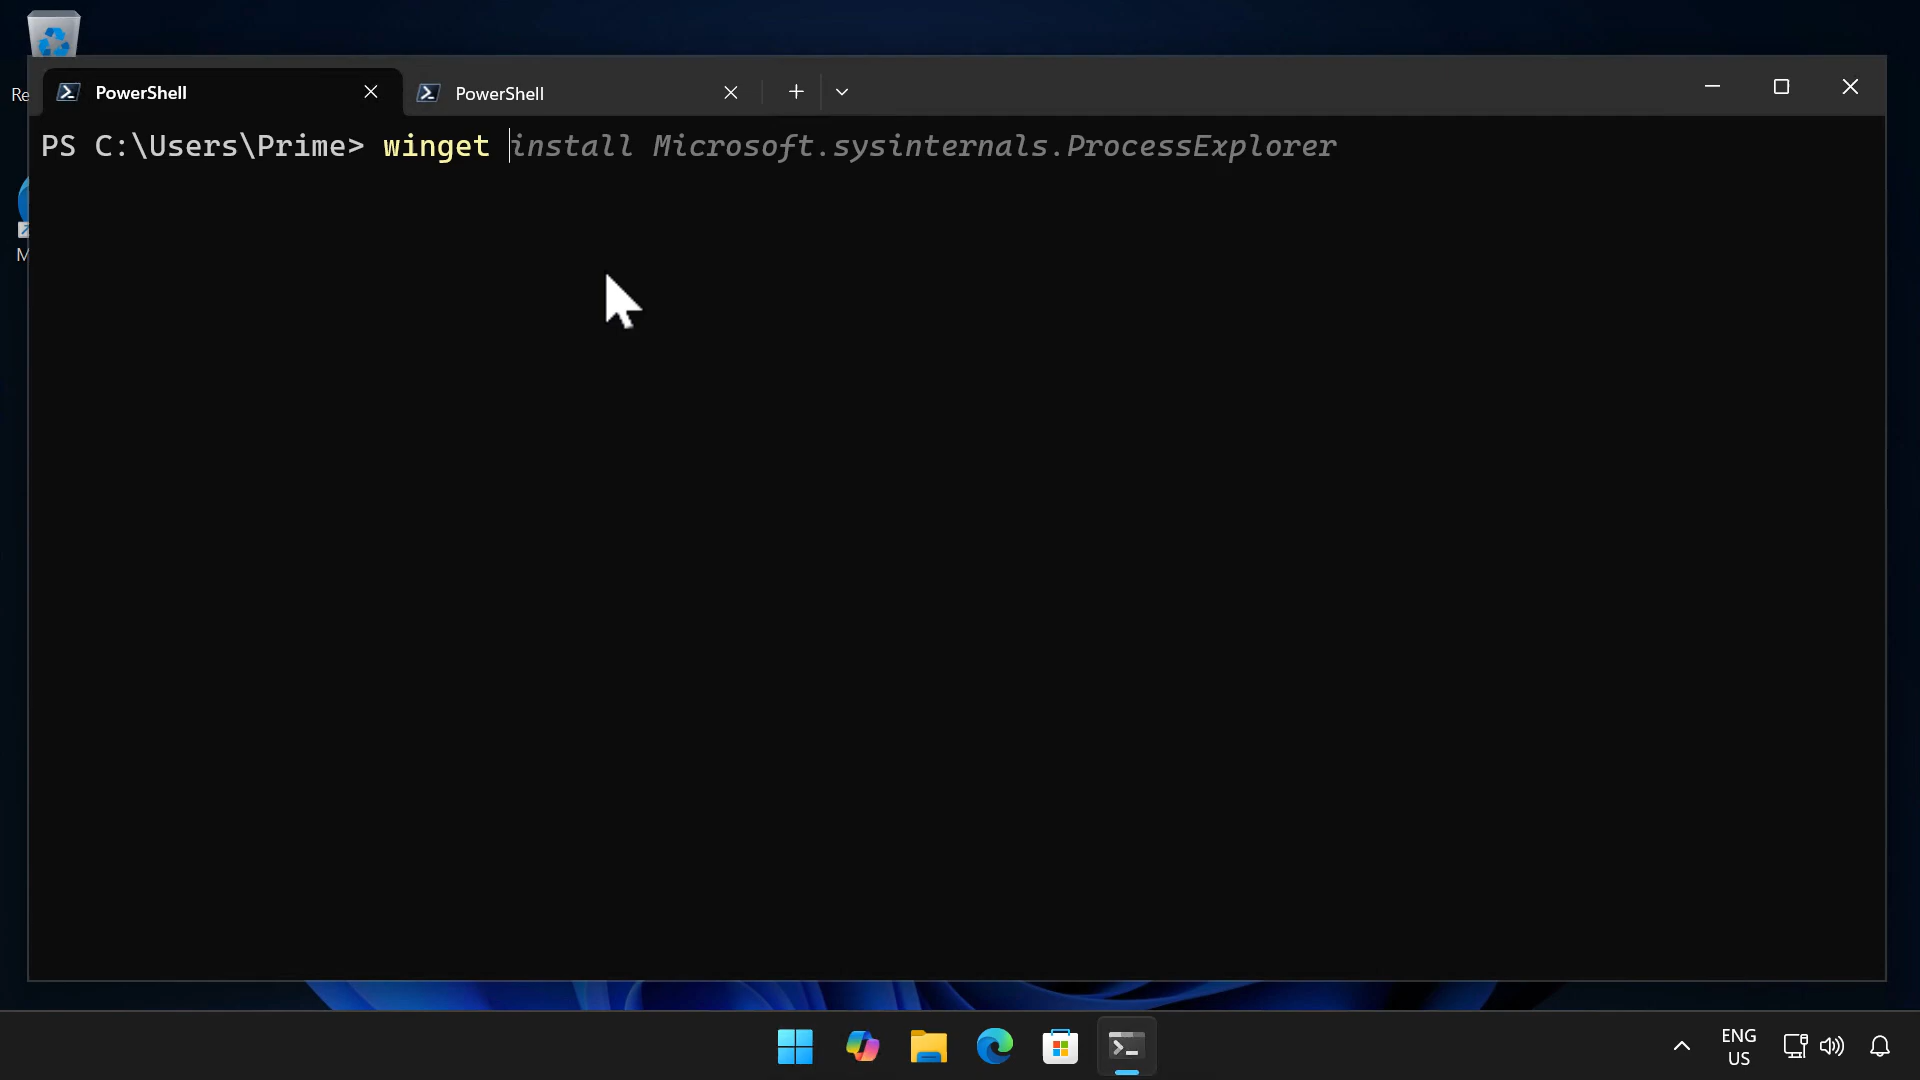 Re
PowerShell
PowerShell
PS C:\Users\Prime> winget install Microsoft.sysinternals.ProcessExplorer
M
ENG
US